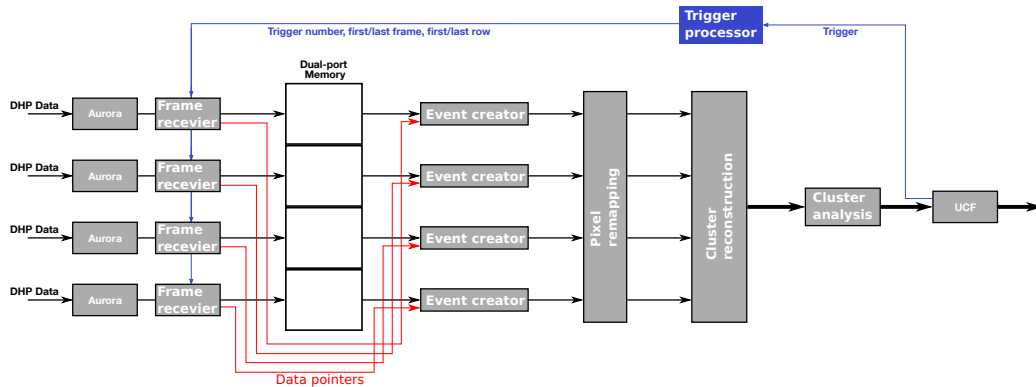 Trigger
processor
Trigger number, first/last frame, first/last row
Trigger
Dual-port
Memory
DHP Data
Aurora
Frame
recevier
Event creator
DHP Data
Aurora
Frame
recevier
Event creator
DHP Data
Aurora
Frame
recevier
Event creator
DHP Data
Aurora
Frame
recevier
Event creator
Pixel
remapping
Cluster
reconstruction
Cluster
analysis
UCF
Data pointers